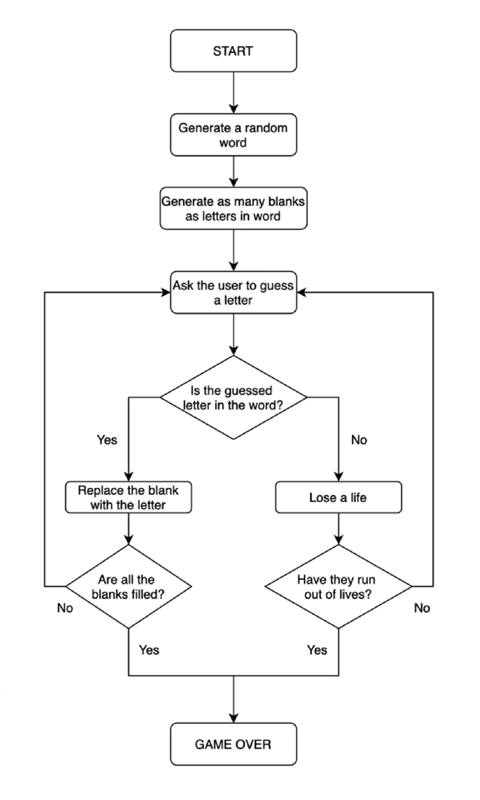 START
Generate a random
word
Generate as many blanks
as letters in word
Ask the user to guess
a letter
Is the guessed
letter in the word?
Yes
No
Replace the blank
with the letter
Lose a life
Are all the
blanks filled?
Have they run
out of lives?
No
No
Yes
Yes
GAME OVER